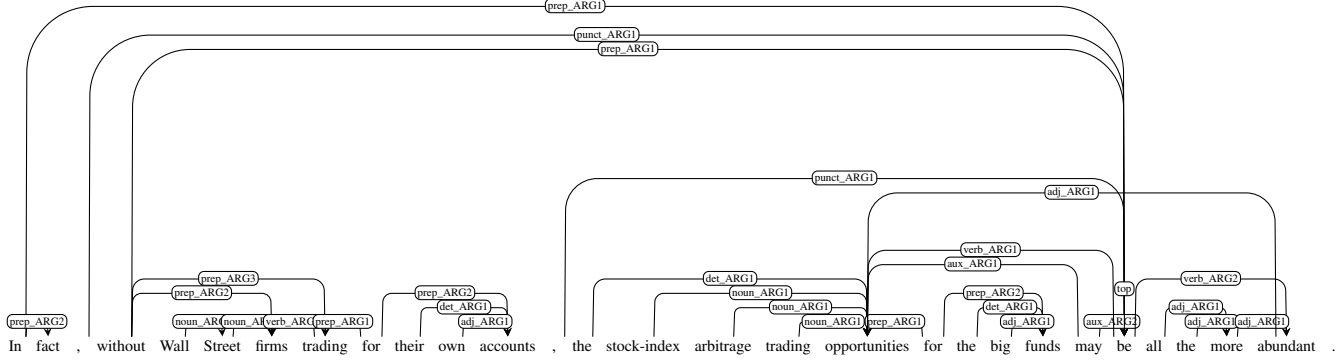 prep_ARG1
punct_ARG1
prep_ARG1
punct_ARG1
adj_ARG1
verb_ARG1
aux_ARG1
prep_ARG3 det_ARG1 verb_ARG2
top
prep_ARG2 prep_ARG2 noun_ARG1 prep_ARG2
det_ARG1 noun_ARG1 det_ARG1 adj_ARG1
prep_ARG2 prep_ARG1 adj_ARG1 noun_ARG1 prep_ARG1 adj_ARG1 aux_ARG2 adj_ARG1
In fact , without Wall Street firms trading for their own accounts , the stock-index arbitrage trading opportunities for the big funds may be all the more abundant .